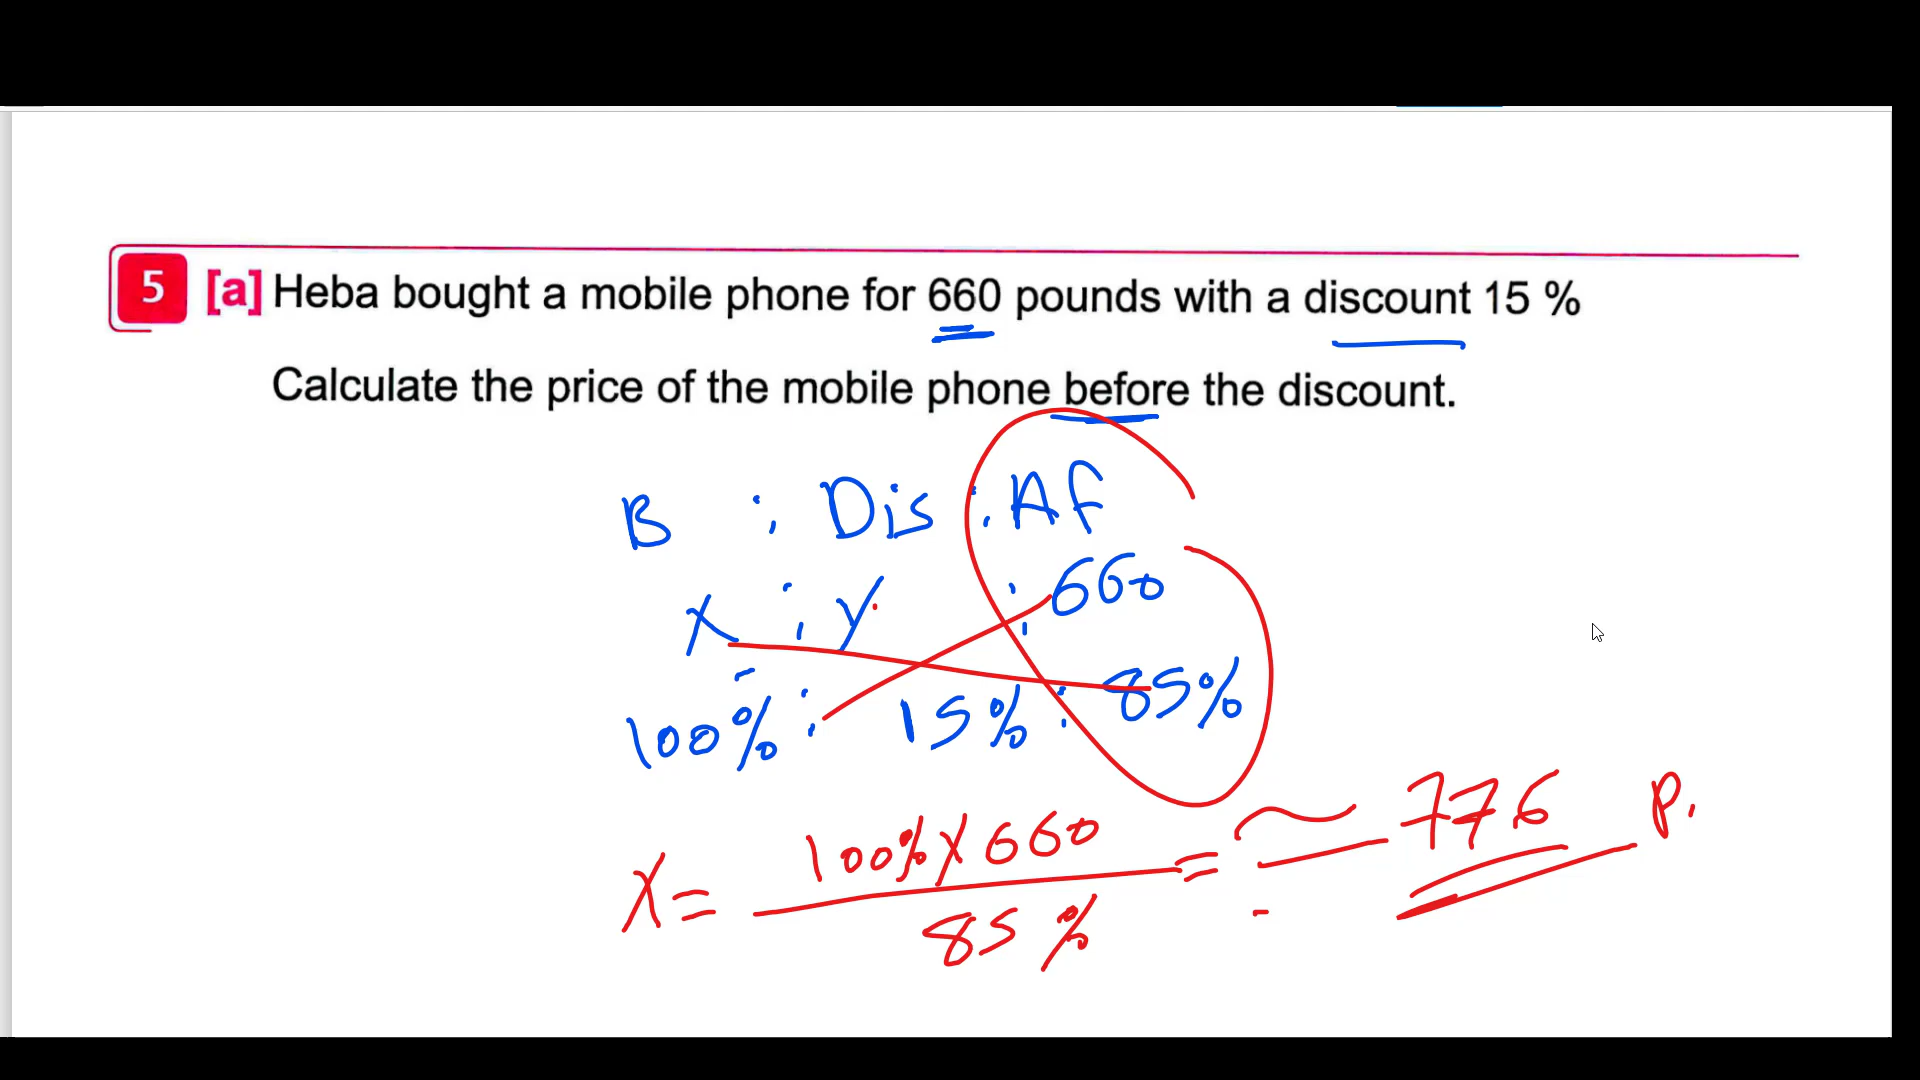 5 [a] Heba bought a mobile phone for 660 pounds with a discount 15 %
Calculate the price of the mobile phone before the discount.
B : Dis : Af
X : y : 660
100% : 15% : 85%
X = 100% X 660 / 85% = ≃ 776 P.